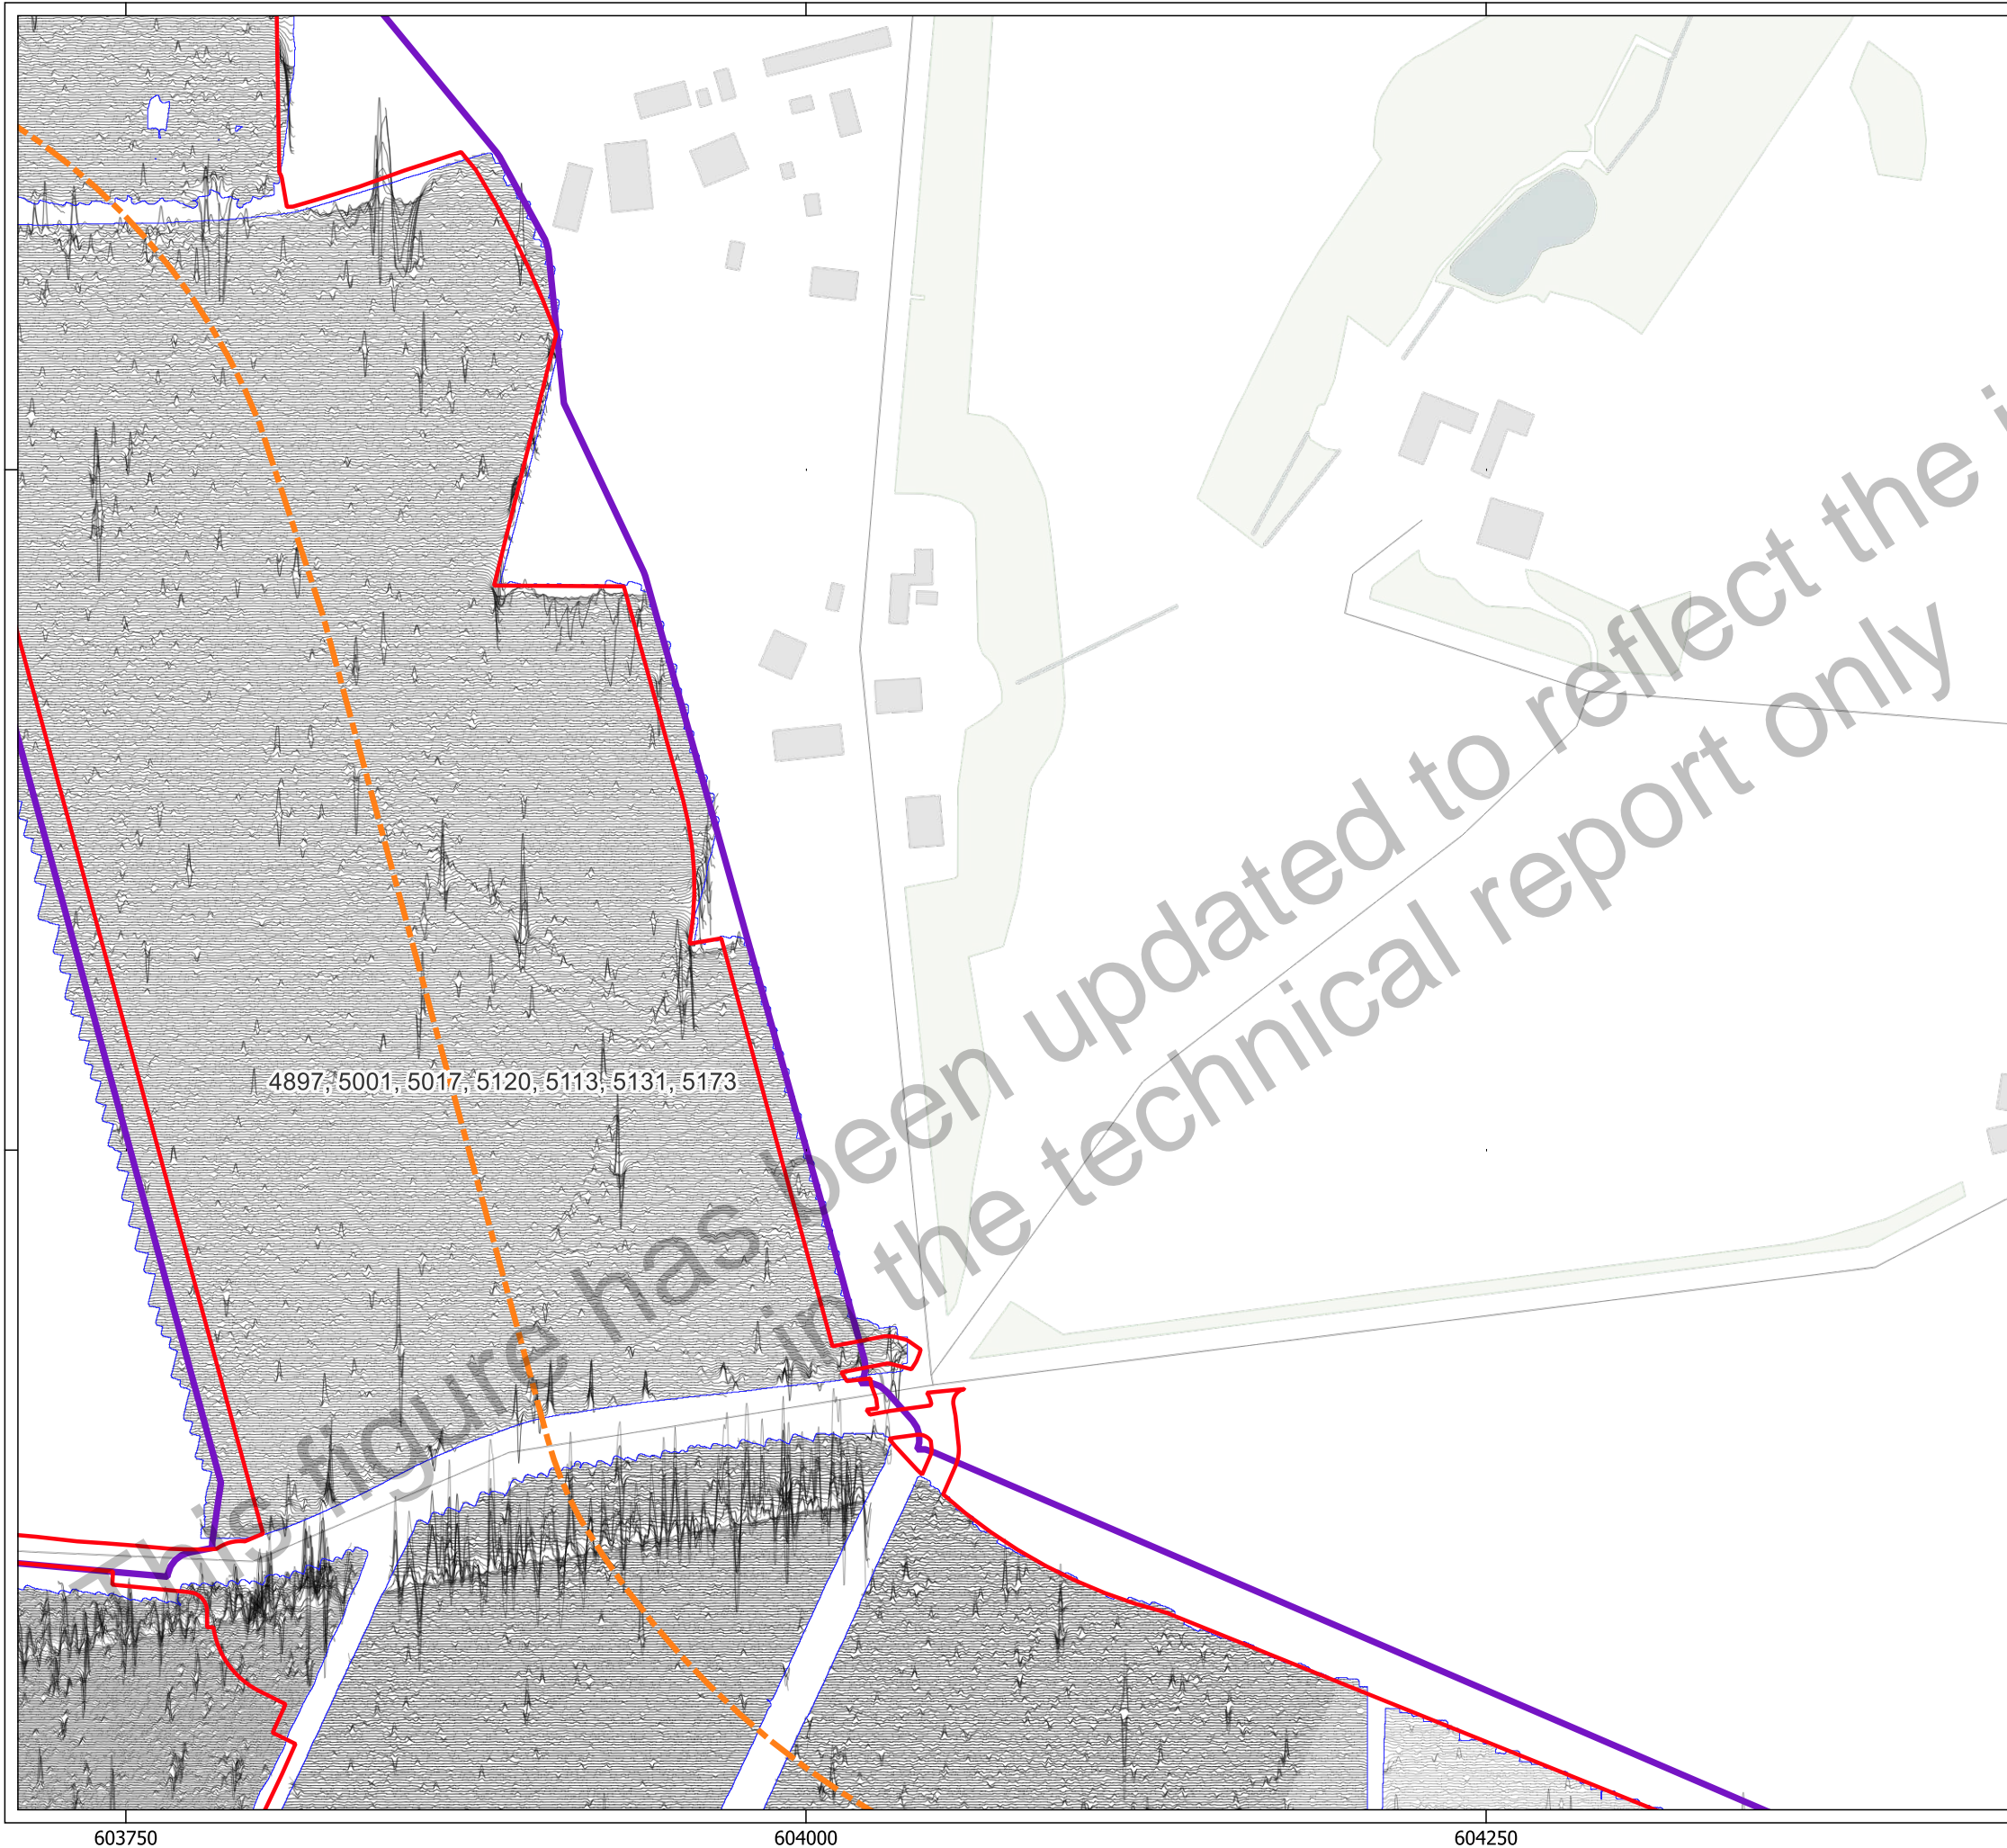 This figure has been updated to reflect the i
in the technical report only
4897, 5001, 5017, 5120, 5113, 5131, 5173
603750 604000 604250